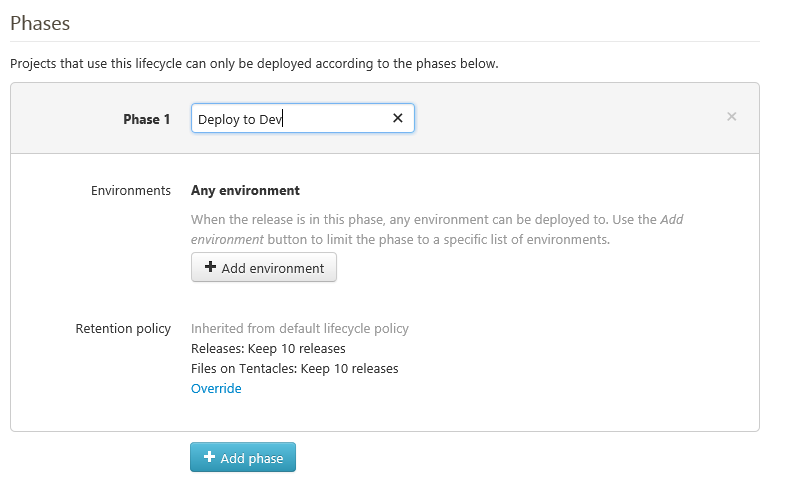 Phases
Projects that use this lifecycle can only be deployed according to the phases below.
Phase 1
Deploy to Dev
Environments
Any environment
When the release is in this phase, any environment can be deployed to. Use the Add
environment button to limit the phase to a specific list of environments.
Add environment
Retention policy
Inherited from default lifecycle policy
Releases: Keep 10 releases
Files on Tentacles: Keep 10 releases
Override
Add phase